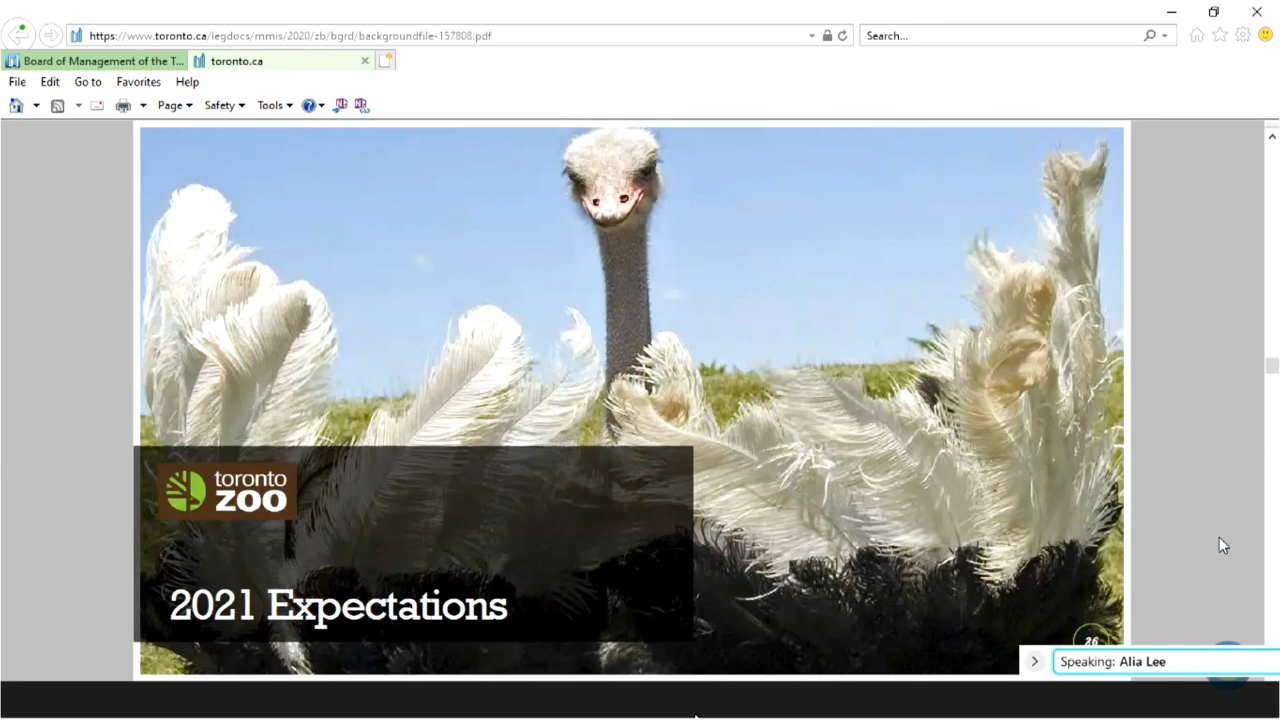 https://www.toronto.ca/legdocs/mmis/2020/zb/bgrd/backgroundfile-157808.pdf
Search...
Board of Management of the T...
toronto.ca
File Edit Go to Favorites Help
Page Safety Tools
toronto
ZOO
2021 Expectations
26
Speaking: Alia Lee